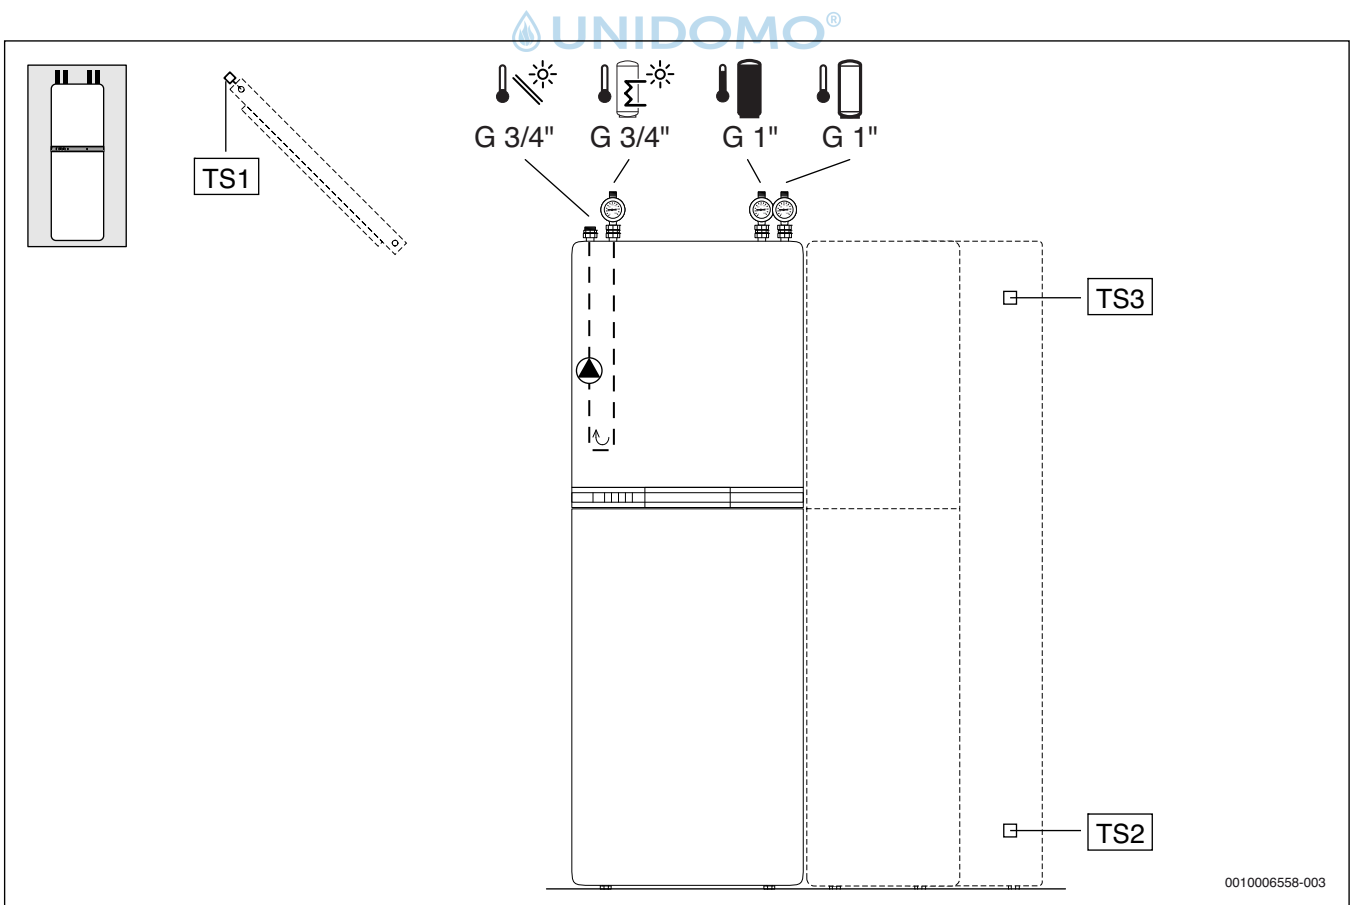 UNIDOMO®
G 3/4" G 3/4" G 1" G 1"
TS1
TS3
TS2
0010006558-003